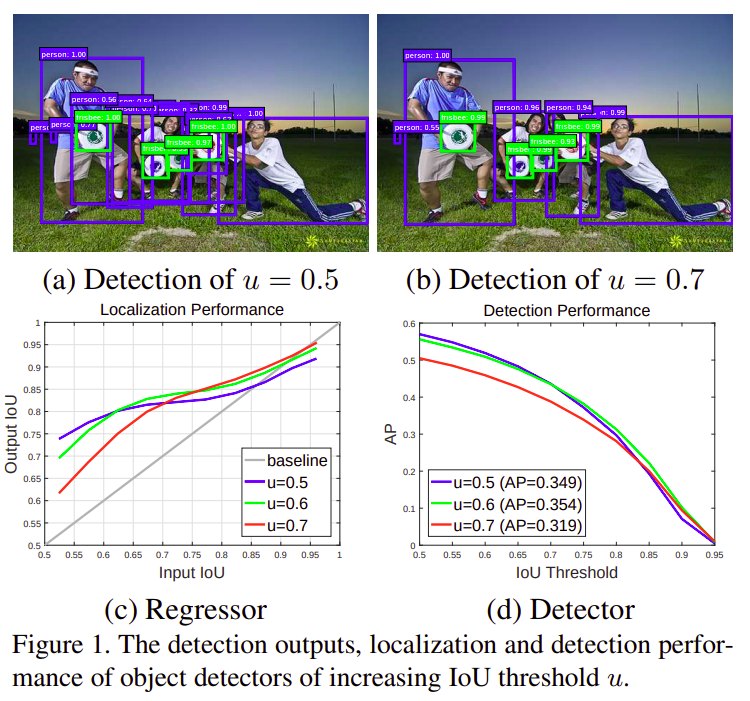 person: 1.00
person: 0.56
frisbee: 1.00
0.99
1.00
frisbee: 1.00
frisbee: 0.97
person: 1.00
person: 0.96
person: 0.94
0.99
frisbee: 0.99
frisbee: 0.99
person: 0.55
frisbee: 0.93
0.99
(a) Detection of u = 0.5
(b) Detection of u = 0.7
Localization Performance
Output IoU
1
0.95
0.9
0.85
0.8
0.75
0.7
0.65
0.6
0.55
0.5
baseline
u=0.5
u=0.6
u=0.7
0.5 0.55 0.6 0.65 0.7 0.75 0.8 0.85 0.9 0.95 1
Input IoU
Detection Performance
AP
0.6
0.5
0.4
0.3
0.2
0.1
0
u=0.5 (AP=0.349)
u=0.6 (AP=0.354)
u=0.7 (AP=0.319)
0.5 0.55 0.6 0.65 0.7 0.75 0.8 0.85 0.9 0.95
IoU Threshold
(c) Regressor
(d) Detector
Figure 1. The detection outputs, localization and detection perfor-
mance of object detectors of increasing IoU threshold u.